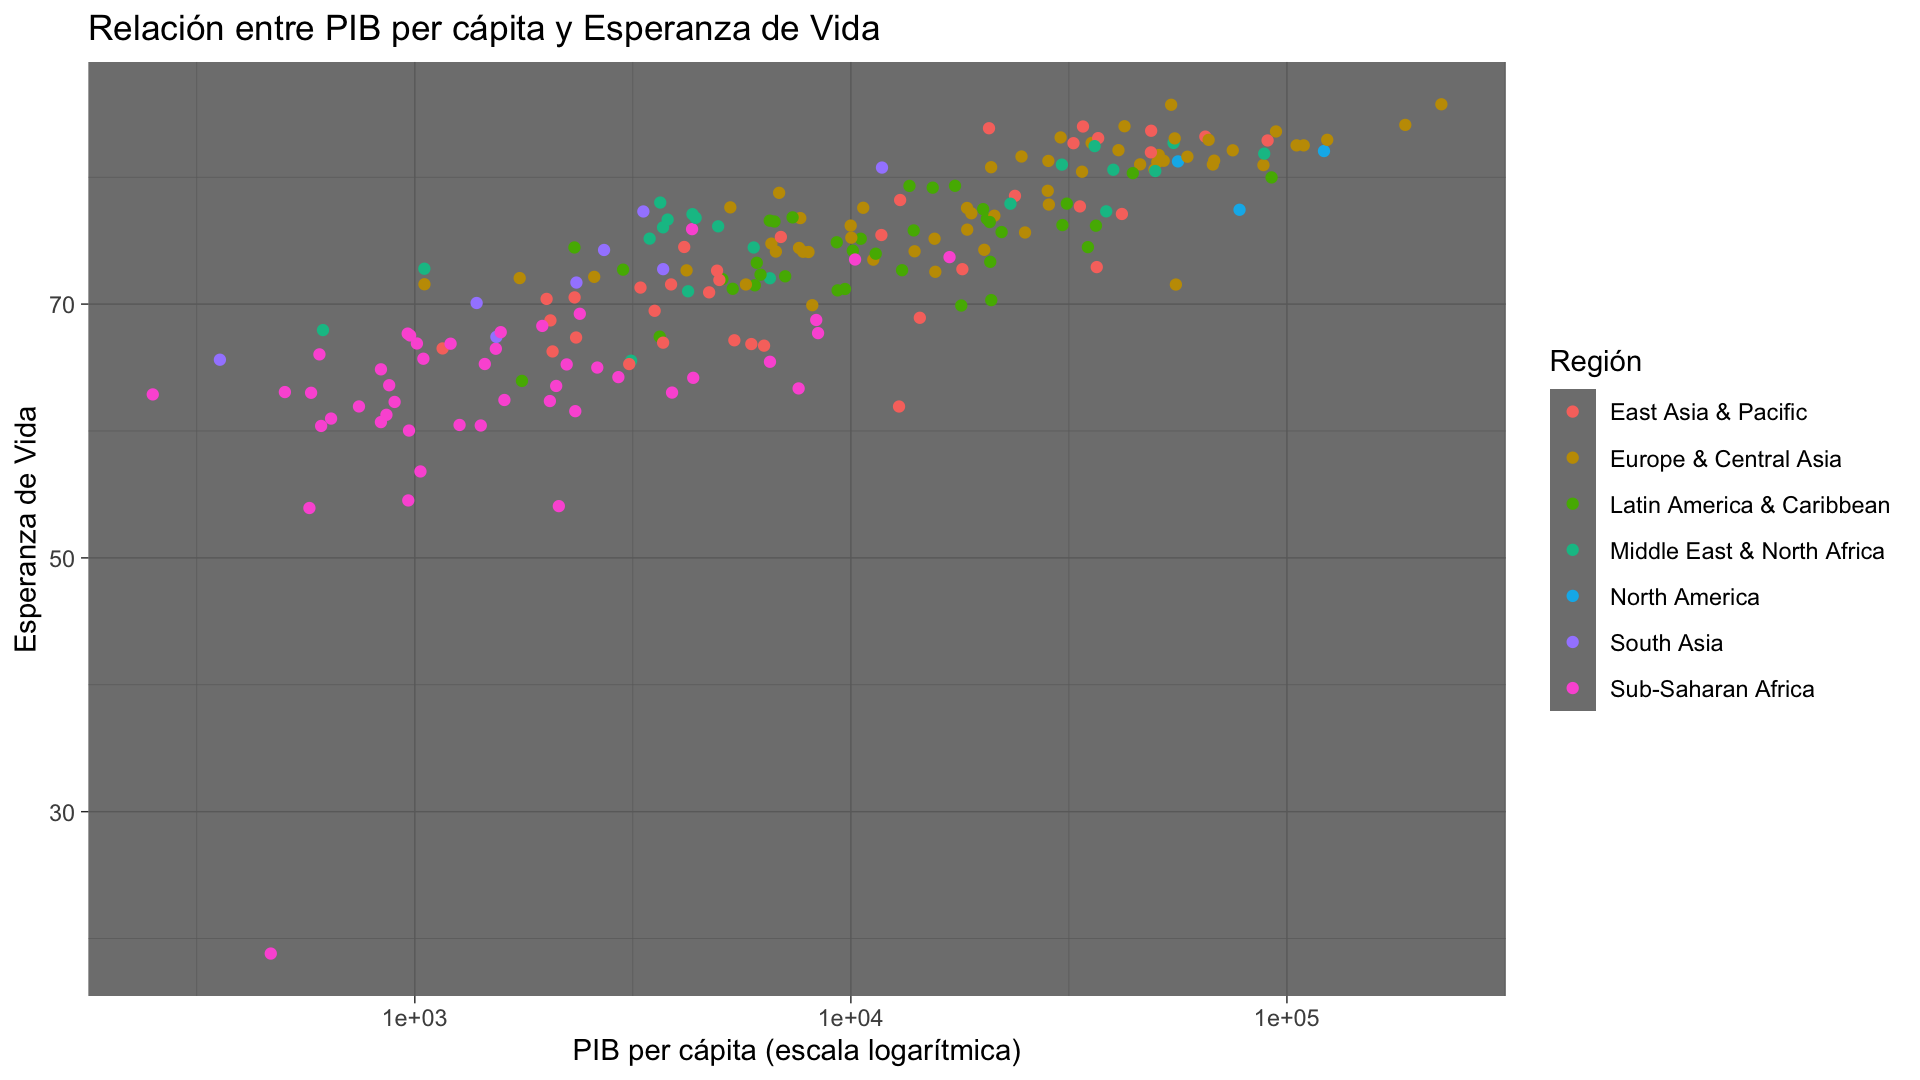 Relación entre PIB per cápita y Esperanza de Vida
Esperanza de Vida
70
50
30
1e+03
1e+04
1e+05
PIB per cápita (escala logarítmica)
Región
East Asia & Pacific
Europe & Central Asia
Latin America & Caribbean
Middle East & North Africa
North America
South Asia
Sub-Saharan Africa